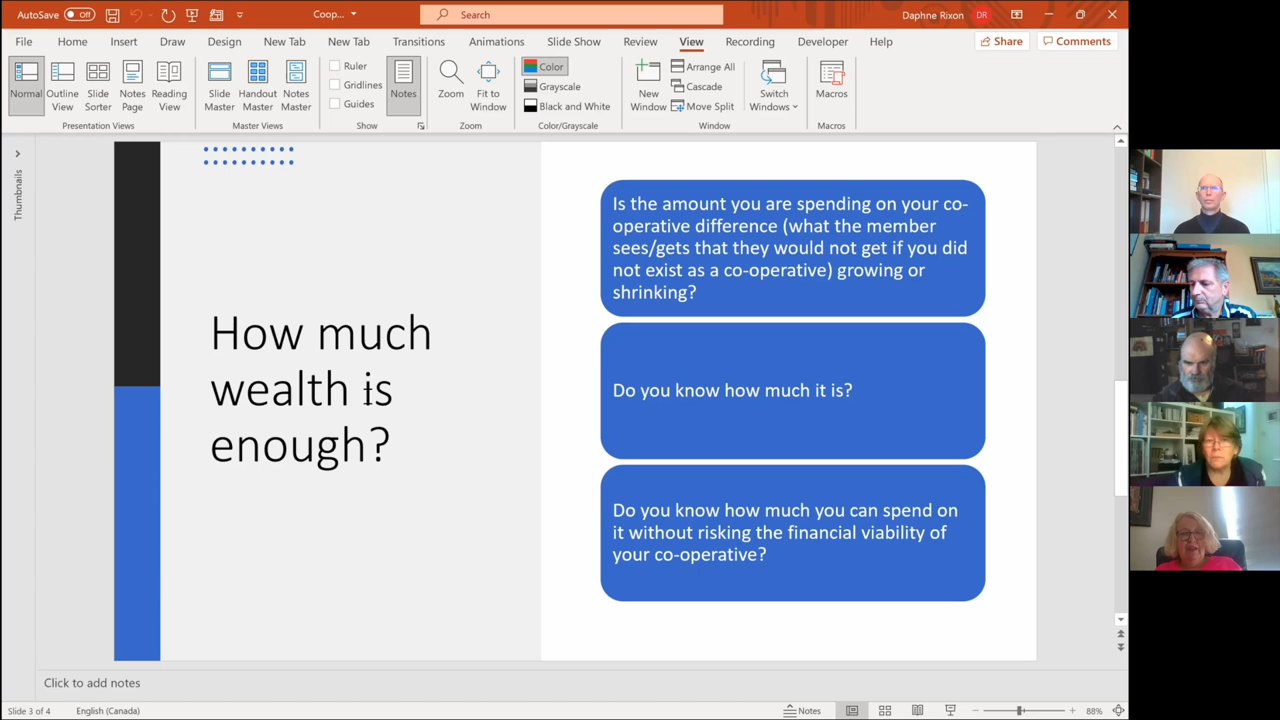 AutoSave Off Coop... Search Daphne Rixon DR
File Home Insert Draw Design New Tab New Tab Transitions Animations Slide Show Review View Recording Developer Help Share Comments
Normal Outline View Slide Sorter Notes Page Reading View
Presentation Views
Slide Master Handout Master Notes Master
Master Views
Ruler
Gridlines
Guides
Notes
Show
Zoom Fit to Window
Zoom
Color
Grayscale
Black and White
Color/Grayscale
New Window
Arrange All
Cascade
Move Split
Switch Windows
Window
Macros
Macros
Thumbnails
How much
wealth is
enough?
Is the amount you are spending on your co-
operative difference (what the member
sees/gets that they would not get if you did
not exist as a co-operative) growing or
shrinking?
Do you know how much it is?
Do you know how much you can spend on
it without risking the financial viability of
your co-operative?
Click to add notes
Slide 3 of 4 English (Canada) Notes 88%